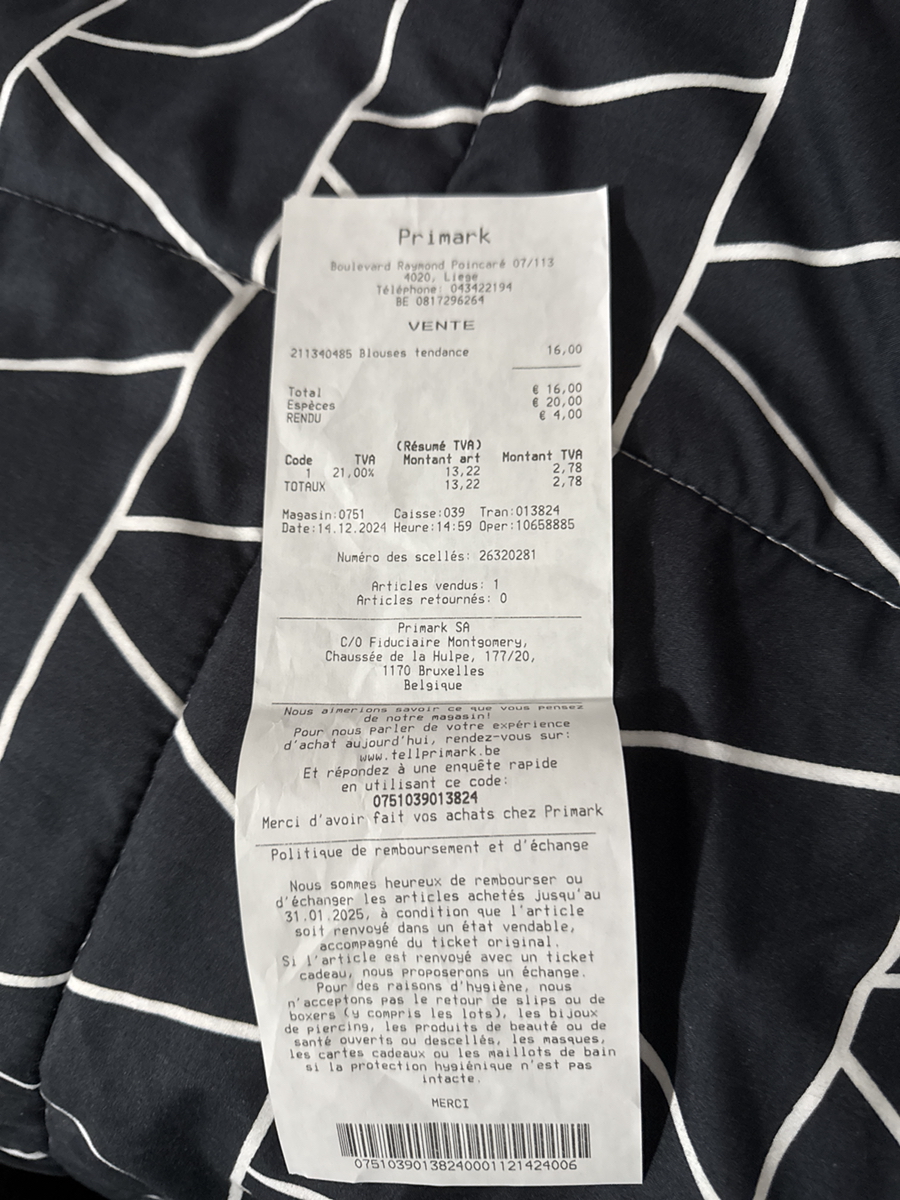 Primark
Boulevard Raymond Poincaré 07/113
4020, Liege
Téléphone: 043422194
BE 0817296264
VENTE
211340485 Blouses tendance 16,00
Total € 16,00
Espèces € 20,00
RENDU € 4,00
(Résumé TVA)
Code TVA Montant art Montant TVA
1 21,00% 13,22 2,78
TOTAUX 13,22 2,78
Magasin:0751 Caisse:039 Tran:013824
Date:14.12.2024 Heure:14:59 Oper:10658885
Numéro des scellés: 26320281
Articles vendus: 1
Articles retournés: 0
Primark SA
C/O Fiduciaire Montgomery,
Chaussée de la Hulpe, 177/20,
1170 Bruxelles
Belgique
Nous aimerions savoir ce que vous pensez
de notre magasin!
Pour nous parler de votre expérience
d'achat aujourd'hui, rendez-vous sur:
www.tellprimark.be
Et répondez à une enquête rapide
en utilisant ce code:
0751039013824
Merci d'avoir fait vos achats chez Primark
Politique de remboursement et d'échange
Nous sommes heureux de rembourser ou
d'échanger les articles achetés jusqu'au
31.01.2025, à condition que l'article
soit renvoyé dans un état vendable,
accompagné du ticket original.
Si l'article est renvoyé avec un ticket
cadeau, nous proposerons un échange.
Pour des raisons d'hygiène, nous
n'acceptons pas le retour de slips ou de
boxers (y compris les lots), les bijoux
de piercing, les produits de beauté ou de
santé ouverts ou descellés, les masques,
les cartes cadeaux ou les maillots de bain
si la protection hygiénique n'est pas
intacte.
MERCI
07510390138240001121424006